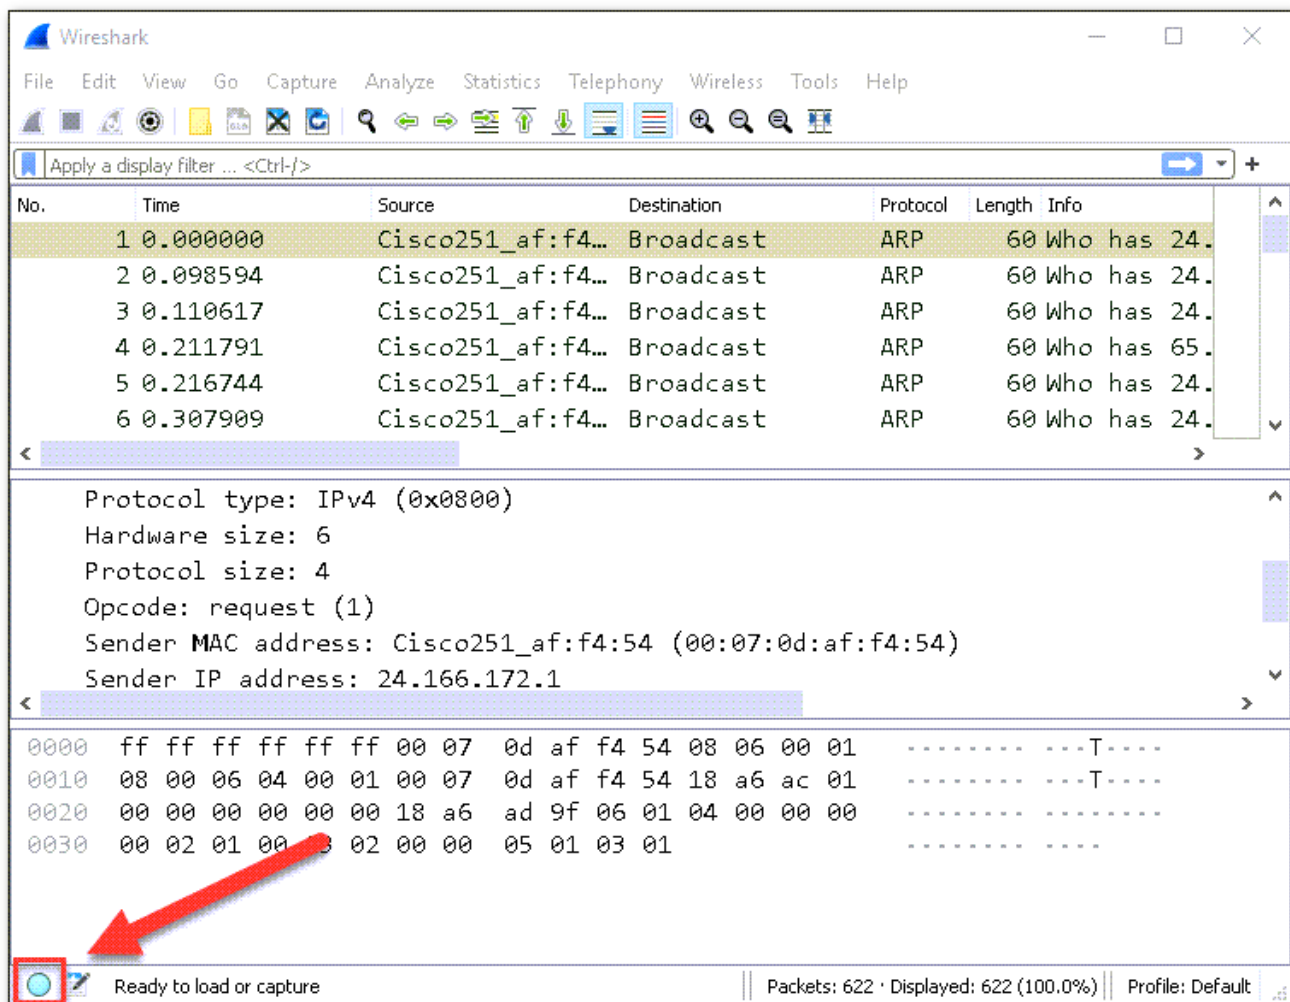 Wireshark
File Edit View Go Capture Analyze Statistics Telephony Wireless Tools Help
Apply a display filter ... <Ctrl-/>
No. Time Source Destination Protocol Length Info
1 0.000000 Cisco251_af:f4… Broadcast ARP 60 Who has 24.
2 0.098594 Cisco251_af:f4… Broadcast ARP 60 Who has 24.
3 0.110617 Cisco251_af:f4… Broadcast ARP 60 Who has 24.
4 0.211791 Cisco251_af:f4… Broadcast ARP 60 Who has 65.
5 0.216744 Cisco251_af:f4… Broadcast ARP 60 Who has 24.
6 0.307909 Cisco251_af:f4… Broadcast ARP 60 Who has 24.
Protocol type: IPv4 (0x0800)
Hardware size: 6
Protocol size: 4
Opcode: request (1)
Sender MAC address: Cisco251_af:f4:54 (00:07:0d:af:f4:54)
Sender IP address: 24.166.172.1
0000 ff ff ff ff ff ff 00 07 0d af f4 54 08 06 00 01 ········ ···T····
0010 08 00 06 04 00 01 00 07 0d af f4 54 18 a6 ac 01 ········ ···T····
0020 00 00 00 00 00 00 18 a6 ad 9f 06 01 04 00 00 00 ········ ········
0030 00 02 01 00 02 00 00 05 01 03 01 ········ ····
Ready to load or capture Packets: 622 · Displayed: 622 (100.0%) Profile: Default